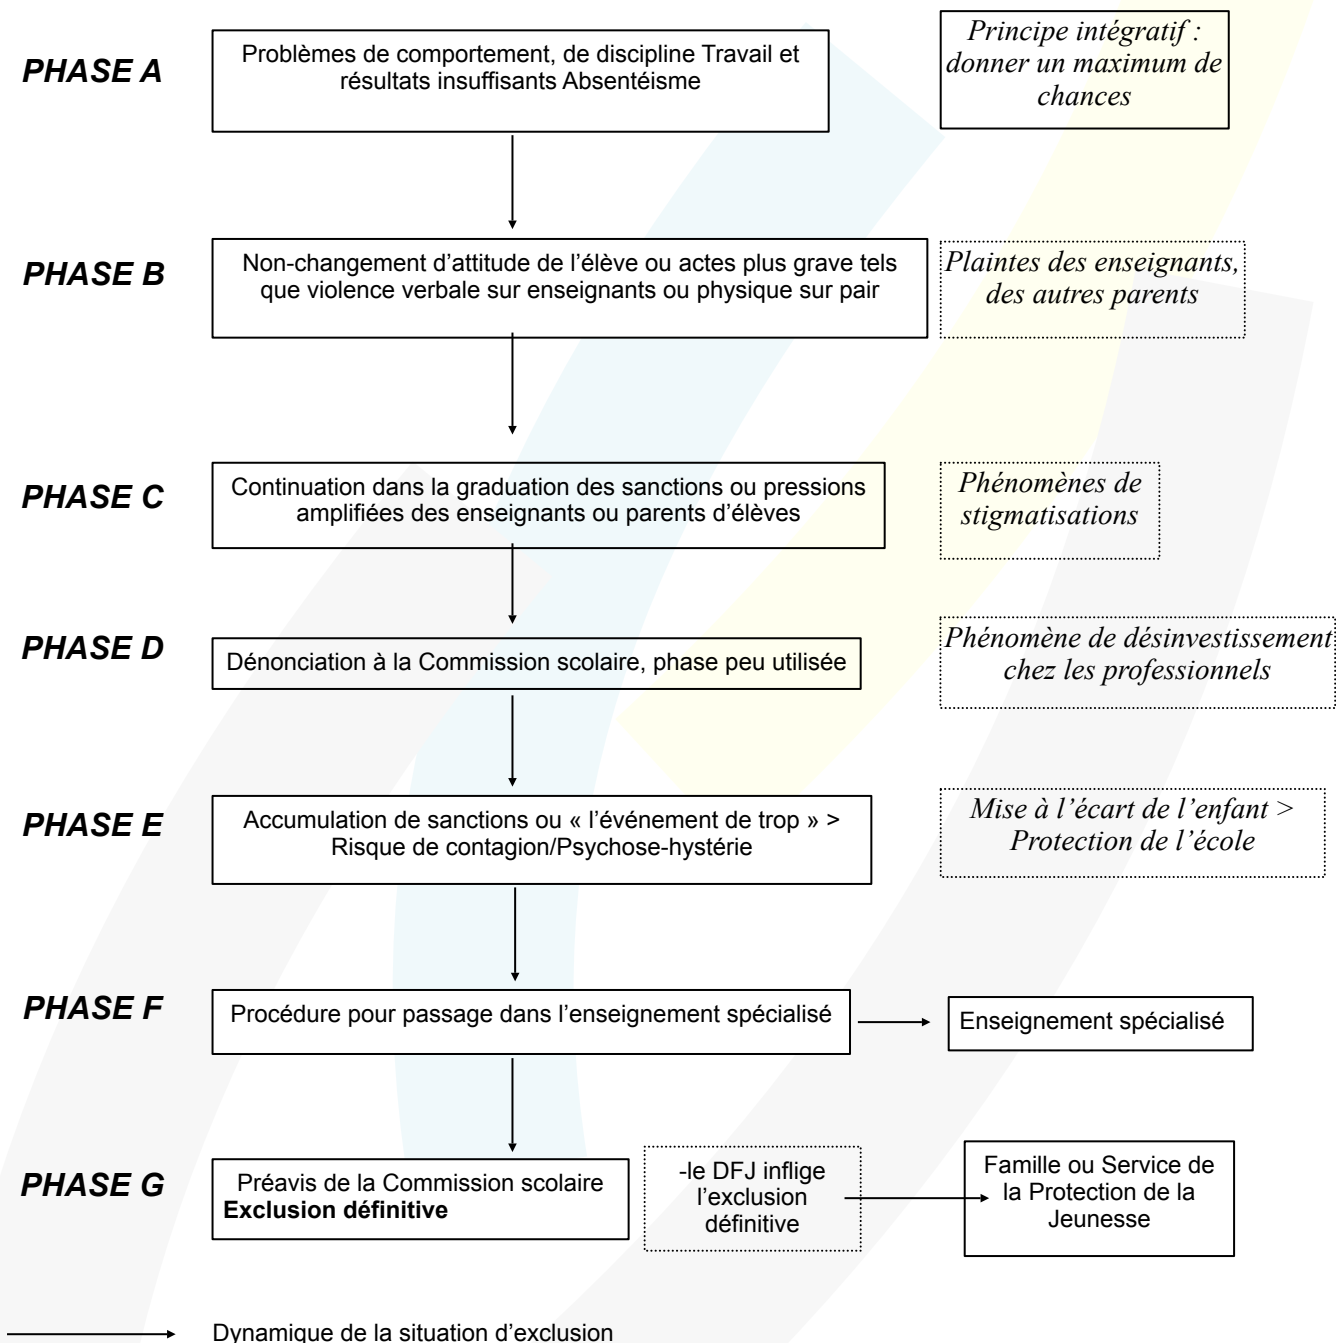 PHASE A
Problèmes de comportement, de discipline Travail et
résultats insuffisants Absentéisme
Principe intégratif :
donner un maximum de
chances
PHASE B
Non-changement d’attitude de l’élève ou actes plus grave tels
que violence verbale sur enseignants ou physique sur pair
Plaintes des enseignants,
des autres parents
PHASE C
Continuation dans la graduation des sanctions ou pressions
amplifiées des enseignants ou parents d’élèves
Phénomènes de
stigmatisations
PHASE D
Dénonciation à la Commission scolaire, phase peu utilisée
Phénomène de désinvestissement
chez les professionnels
PHASE E
Accumulation de sanctions ou « l’événement de trop » >
Risque de contagion/Psychose-hystérie
Mise à l’écart de l’enfant >
Protection de l’école
PHASE F
Procédure pour passage dans l’enseignement spécialisé
Enseignement spécialisé
PHASE G
Préavis de la Commission scolaire
Exclusion définitive
-le DFJ inflige
l’exclusion
définitive
Famille ou Service de
la Protection de la
Jeunesse
Dynamique de la situation d’exclusion